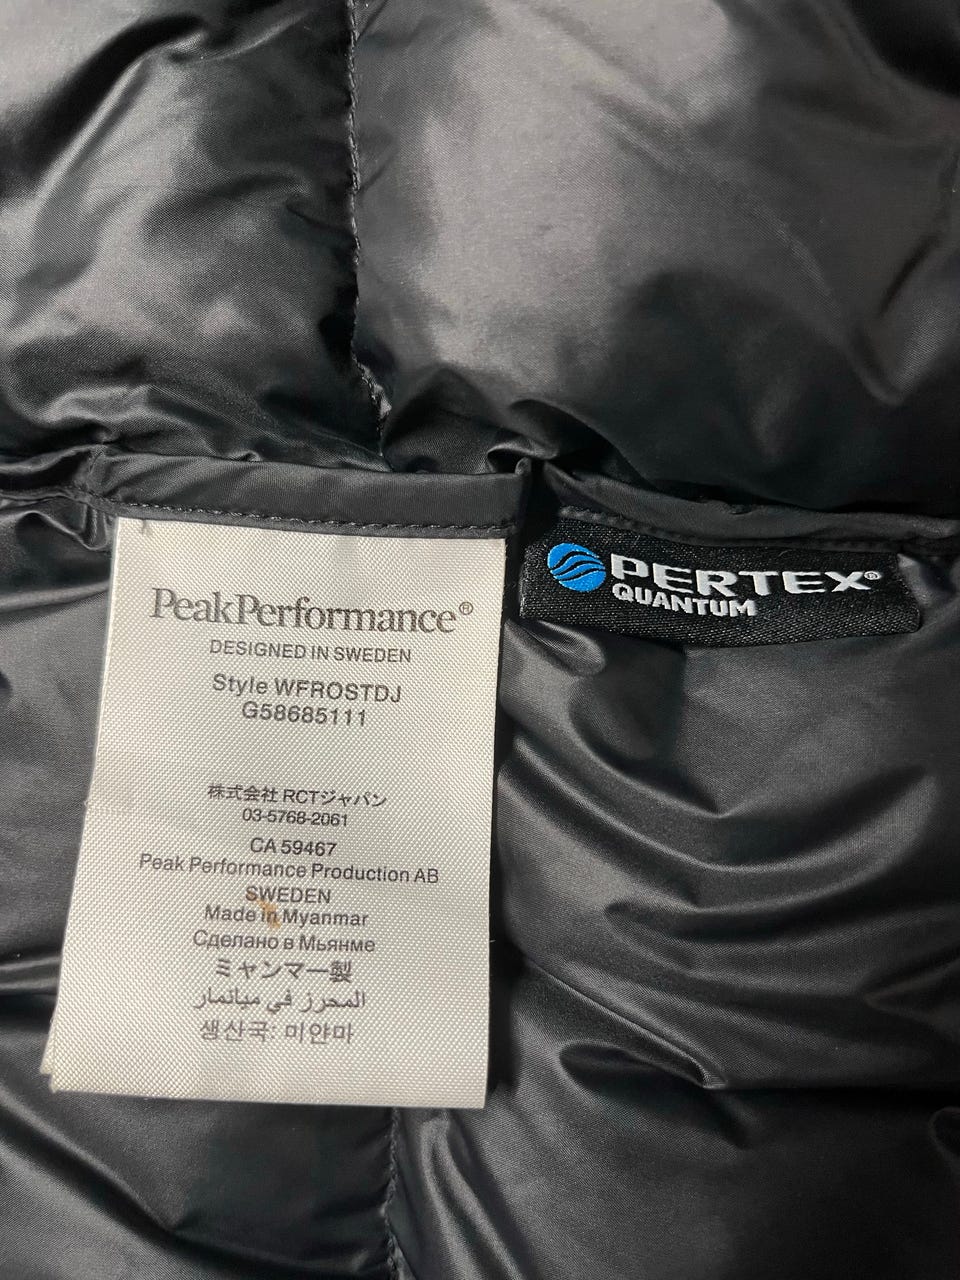 PeakPerformance®
DESIGNED IN SWEDEN
Style WFROSTDJ
G58685111
株式会社 RCTジャパン
03-5768-2061
CA 59467
Peak Performance Production AB
SWEDEN
Made in Myanmar
Сделано в Мьянме
ミャンマー製
المحرز في ميانمار
생산국: 미얀마
PERTEX®
QUANTUM